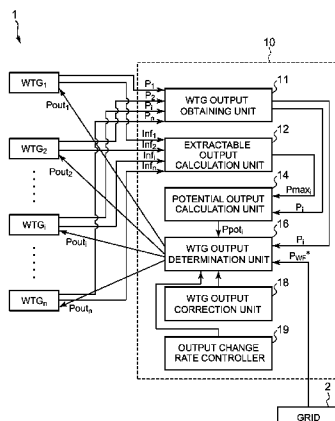 1
10
WTG1
P1
P2
Pi
Pn
11
WTG OUTPUT
OBTAINING UNIT
Pout1
WTG2
Inf1
Inf2
Infi
Infn
12
EXTRACTABLE
OUTPUT CALCULATION
UNIT
Pout2
14
Pmaxi
POTENTIAL OUTPUT
CALCULATION UNIT
Pi
WTGi
Ppoti
16
Pouti
WTG OUTPUT
DETERMINATION UNIT
Pi
PWF*
18
WTGn
WTG OUTPUT
CORRECTION UNIT
Poutn
19
OUTPUT CHANGE
RATE CONTROLLER
2
GRID